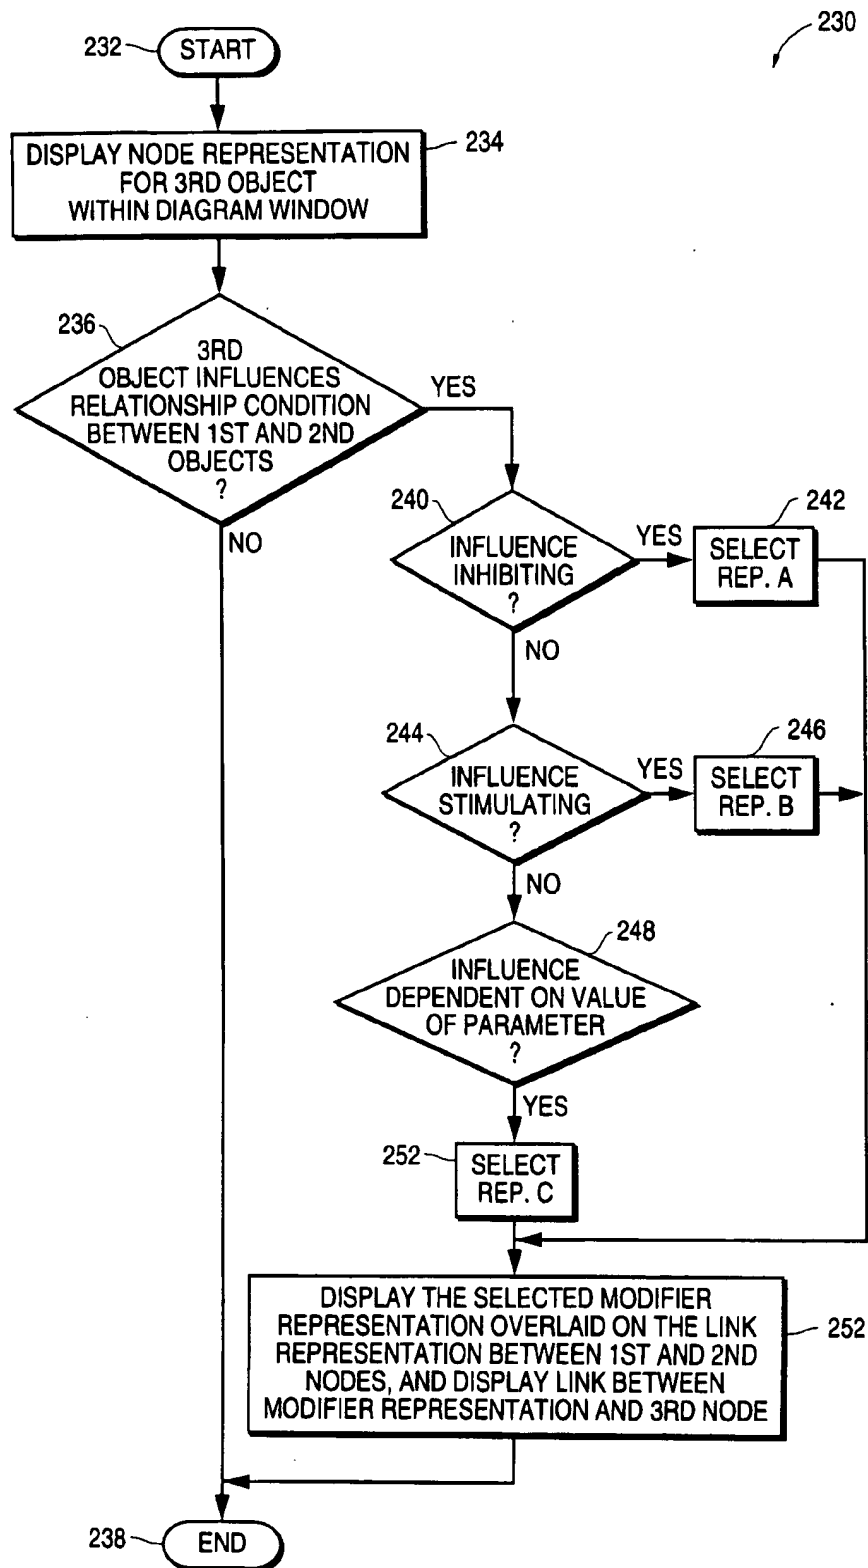 230
232
START
234
DISPLAY NODE REPRESENTATION
FOR 3RD OBJECT
WITHIN DIAGRAM WINDOW
236
3RD
OBJECT INFLUENCES
RELATIONSHIP CONDITION
BETWEEN 1ST AND 2ND
OBJECTS
?
YES
NO
240
INFLUENCE
INHIBITING
?
YES
242
SELECT
REP. A
NO
244
INFLUENCE
STIMULATING
?
YES
246
SELECT
REP. B
NO
248
INFLUENCE
DEPENDENT ON VALUE
OF PARAMETER
?
YES
252
SELECT
REP. C
DISPLAY THE SELECTED MODIFIER
REPRESENTATION OVERLAID ON THE LINK
REPRESENTATION BETWEEN 1ST AND 2ND
NODES, AND DISPLAY LINK BETWEEN
MODIFIER REPRESENTATION AND 3RD NODE
252
238
END